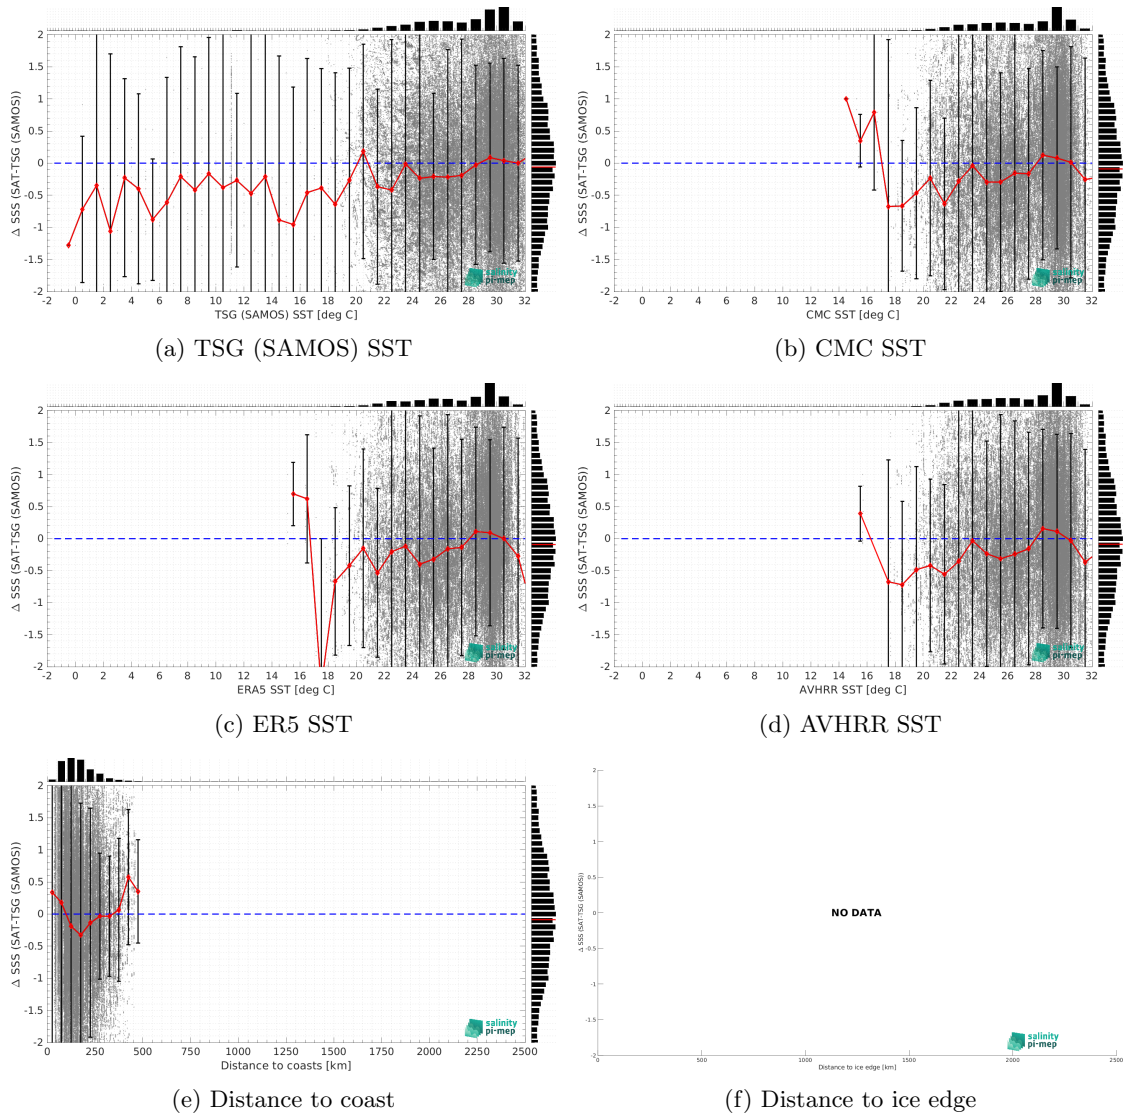 2
1.5
1
0.5
0
-0.5
-1
-1.5
-2
Δ SSS (SAT-TSG (SAMOS))
-2 0 2 4 6 8 10 12 14 16 18 20 22 24 26 28 30 32
TSG (SAMOS) SST [deg C]
salinity
pi-mep
(a) TSG (SAMOS) SST
2
1.5
1
0.5
0
-0.5
-1
-1.5
-2
Δ SSS (SAT-TSG (SAMOS))
-2 0 2 4 6 8 10 12 14 16 18 20 22 24 26 28 30 32
CMC SST [deg C]
salinity
pi-mep
(b) CMC SST
2
1.5
1
0.5
0
-0.5
-1
-1.5
-2
Δ SSS (SAT-TSG (SAMOS))
-2 0 2 4 6 8 10 12 14 16 18 20 22 24 26 28 30 32
ERA5 SST [deg C]
salinity
pi-mep
(c) ER5 SST
2
1.5
1
0.5
0
-0.5
-1
-1.5
-2
Δ SSS (SAT-TSG (SAMOS))
-2 0 2 4 6 8 10 12 14 16 18 20 22 24 26 28 30 32
AVHRR SST [deg C]
salinity
pi-mep
(d) AVHRR SST
2
1.5
1
0.5
0
-0.5
-1
-1.5
-2
Δ SSS (SAT-TSG (SAMOS))
0 250 500 750 1000 1250 1500 1750 2000 2250 2500
Distance to coasts [km]
salinity
pi-mep
(e) Distance to coast
2
1.5
1
0.5
0
-0.5
-1
-1.5
-2
Δ SSS (SAT-TSG (SAMOS))
NO DATA
0 500 1000 1500 2000 2500
Distance to ice edge [km]
salinity
pi-mep
(f) Distance to ice edge